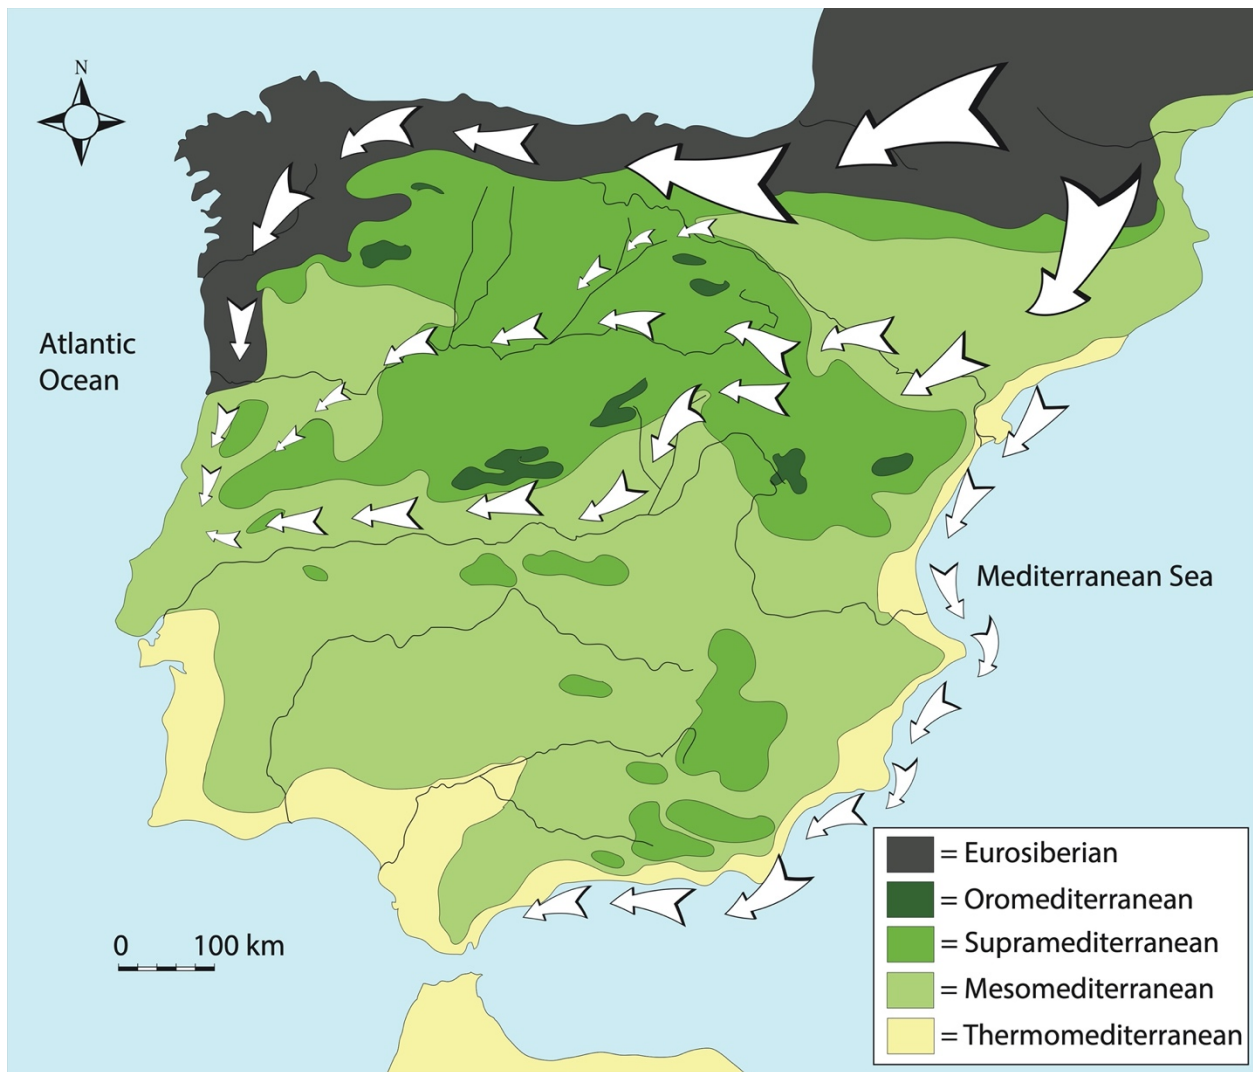 N
Atlantic
Ocean
Mediterranean Sea
0 100 km
= Eurosiberian
= Oromediterranean
= Supramediterranean
= Mesomediterranean
= Thermomediterranean